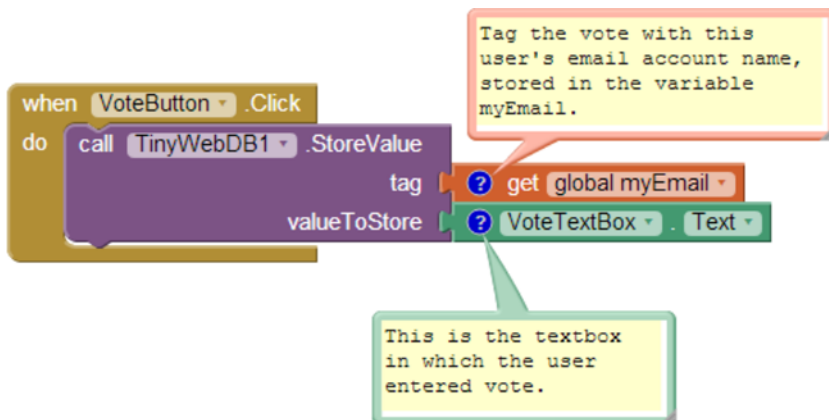 Tag the vote with this
user's email account name,
stored in the variable
myEmail.
when VoteButton .Click
do call TinyWebDB1 .StoreValue
tag ? get global myEmail
valueToStore ? VoteTextBox . Text
This is the textbox
in which the user
entered vote.